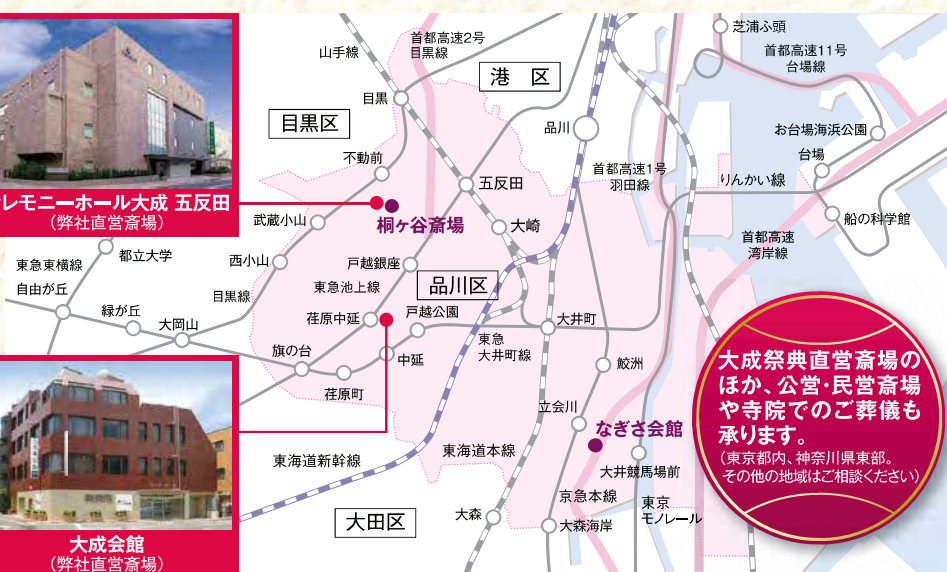 レモニーホール大成 五反田
（弊社直営斎場）
大成会館
（弊社直営斎場）
山手線
首都高速2号
目黒線
港 区
芝浦ふ頭
首都高速11号
台場線
目黒
目黒区
品川
お台場海浜公園
不動前
台場
五反田
首都高速1号
羽田線
りんかい線
武蔵小山
桐ヶ谷斎場
大崎
船の科学館
都立大学
首都高速
湾岸線
東急東横線
西小山
戸越銀座
品川区
自由が丘
目黒線
東急池上線
緑が丘
大岡山
荏原中延
戸越公園
大井町
東急
大井町線
旗の台
中延
荏原町
鮫洲
立会川
なぎさ会館
東海道新幹線
東海道本線
大井競馬場前
大田区
大森
京急本線
大森海岸
東京
モノレール
大成祭典直営斎場の
ほか、公営・民営斎場
や寺院でのご葬儀も
承ります。
（東京都内、神奈川県東部。
その他の地域はご相談ください）